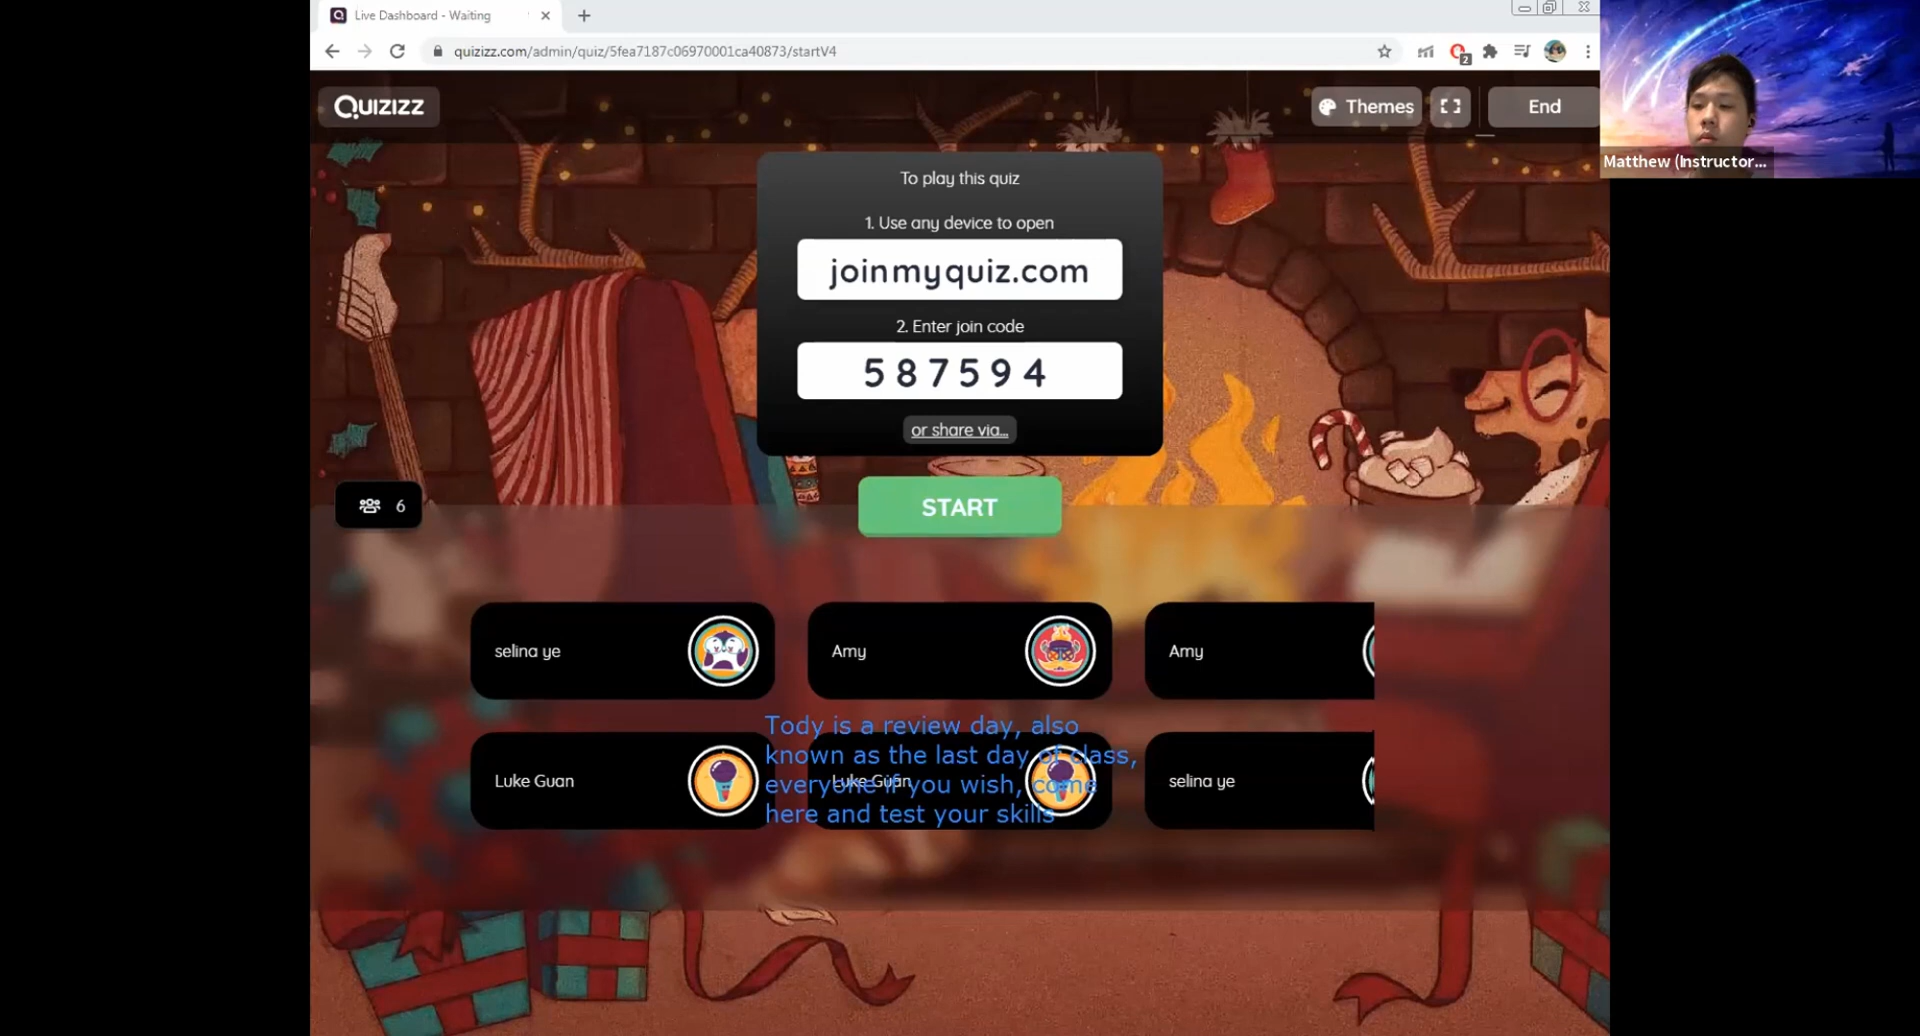 Live Dashboard - Waiting
quizizz.com/admin/quiz/5fea7187c06970001ca40873/startV4
2
Quizizz
Themes
End
Matthew (Instructor...
To play this quiz
1. Use any device to open
joinmyquiz.com
2. Enter join code
587594
or share via...
6
START
selina ye
Amy
Amy
Tody is a review day, also
known as the last day of class,
everyone if you wish, come
here and test your skills
Luke Guan
Luke Guan
selina ye